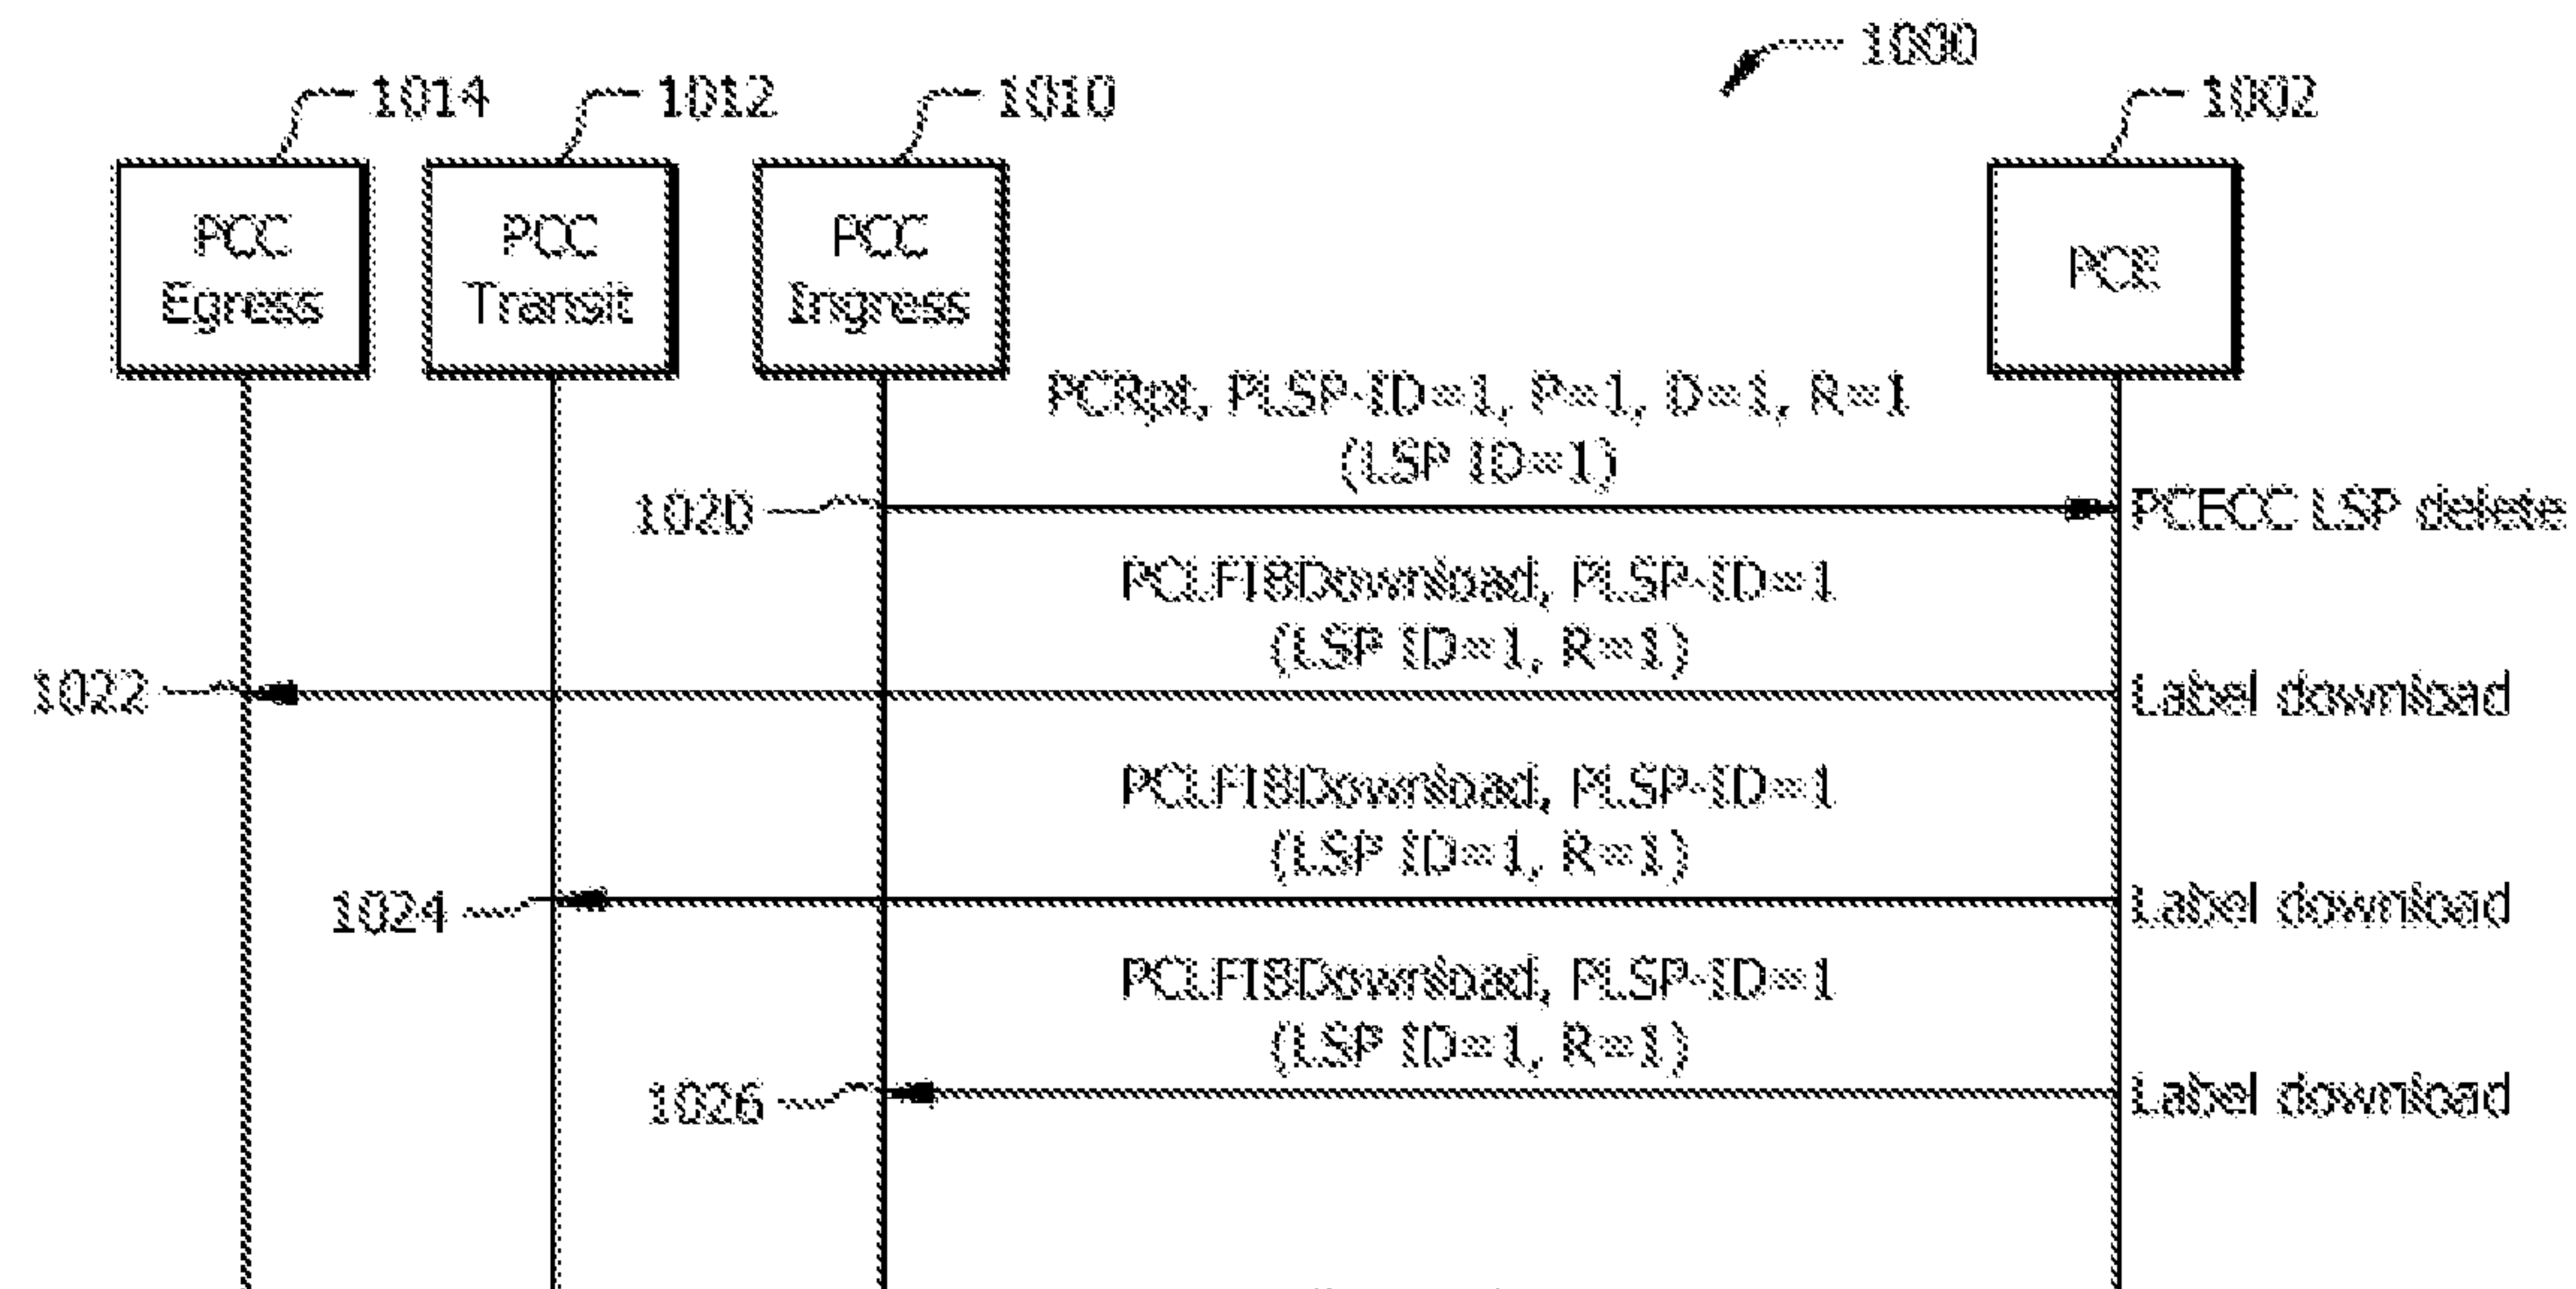 1000
1014
1012
1010
1002
PCC
Egress
PCC
Transit
PCC
Ingress
PCE
PCRpt, PLSP-ID=1, P=1, D=1, R=1
(LSP ID=1)
1020
PCECC LSP delete
PCLFIBDownload, PLSP-ID=1
(LSP ID=1, R=1)
1022
Label download
PCLFIBDownload, PLSP-ID=1
(LSP ID=1, R=1)
1024
Label download
PCLFIBDownload, PLSP-ID=1
(LSP ID=1, R=1)
1026
Label download